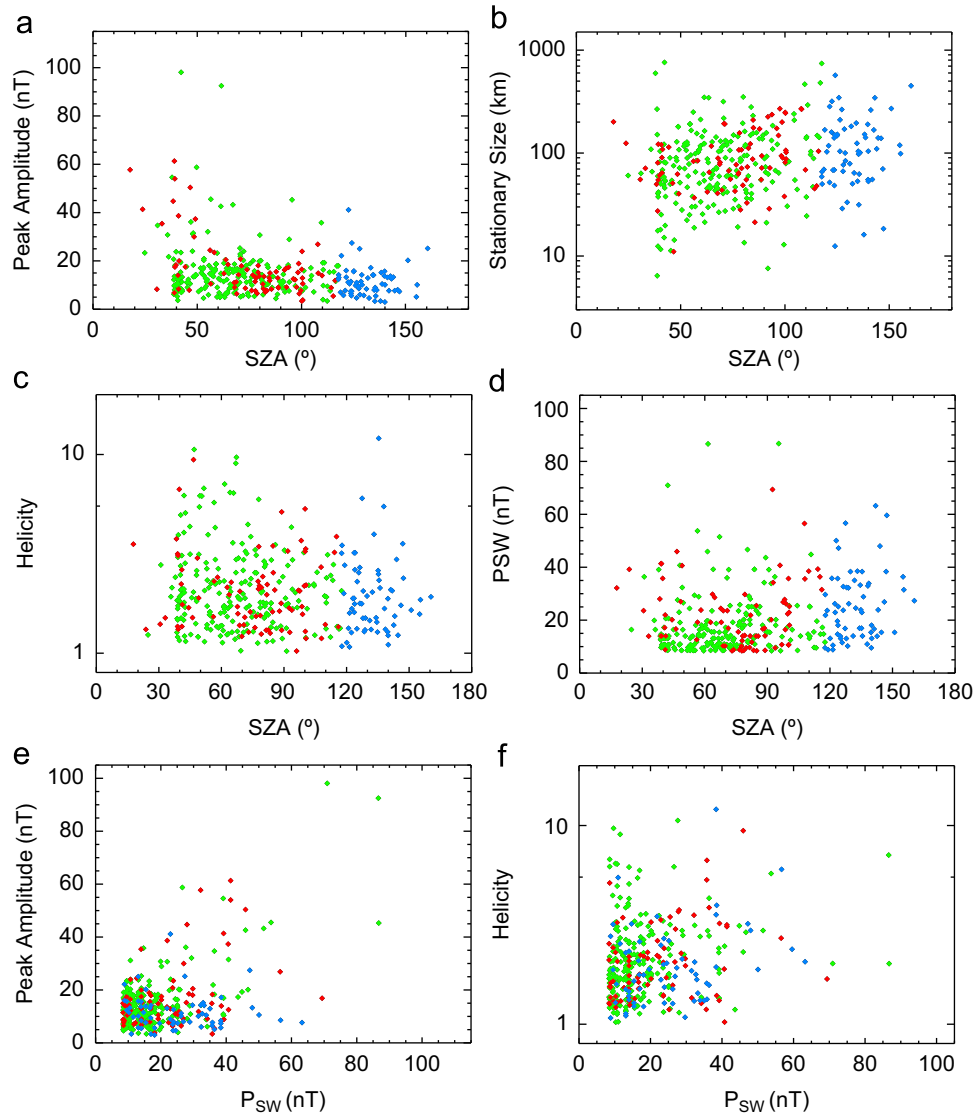 a
100
80
60
40
20
0
Peak Amplitude (nT)
0 50 100 150
SZA (º)
b
1000
100
10
Stationary Size (km)
50 100 150
SZA (º)
c
10
1
Helicity
0 30 60 90 120 150 180
SZA (º)
d
100
80
60
40
20
0
PSW (nT)
0 30 60 90 120 150 180
SZA (º)
e
100
80
60
40
20
0
Peak Amplitude (nT)
0 20 40 60 80 100
PSW (nT)
f
10
1
Helicity
0 20 40 60 80 100
PSW (nT)